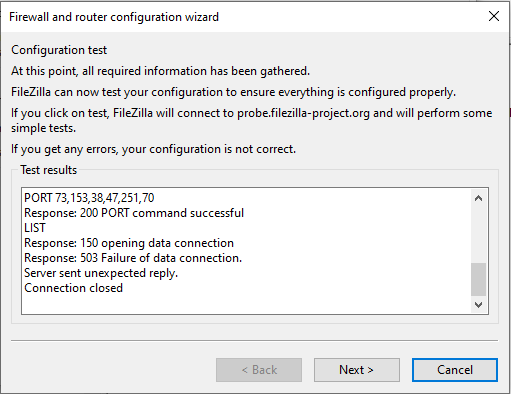 Firewall and router configuration wizard
Configuration test
At this point, all required information has been gathered.
FileZilla can now test your configuration to ensure everything is configured properly.
If you click on test, FileZilla will connect to probe.filezilla-project.org and will perform some
simple tests.
If you get any errors, your configuration is not correct.
Test results
PORT 73,153,38,47,251,70
Response: 200 PORT command successful
LIST
Response: 150 opening data connection
Response: 503 Failure of data connection.
Server sent unexpected reply.
Connection closed
< Back
Next >
Cancel